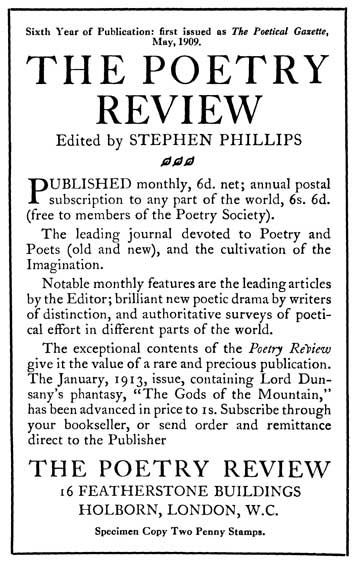 Sixth Year of Publication: first issued as The Poetical Gazette,
May, 1909.
THE POETRY
REVIEW
Edited by STEPHEN PHILLIPS
PUBLISHED monthly, 6d. net; annual postal
subscription to any part of the world, 6s. 6d.
(free to members of the Poetry Society).
The leading journal devoted to Poetry and
Poets (old and new), and the cultivation of the
Imagination.
Notable monthly features are the leading articles
by the Editor; brilliant new poetic drama by writers
of distinction, and authoritative surveys of poeti-
cal effort in different parts of the world.
The exceptional contents of the Poetry Review
give it the value of a rare and precious publication.
The January, 1913, issue, containing Lord Dun-
sany's phantasy, "The Gods of the Mountain,"
has been advanced in price to 1s. Subscribe through
your bookseller, or send order and remittance
direct to the Publisher
THE POETRY REVIEW
16 FEATHERSTONE BUILDINGS
HOLBORN, LONDON, W.C.
Specimen Copy Two Penny Stamps.